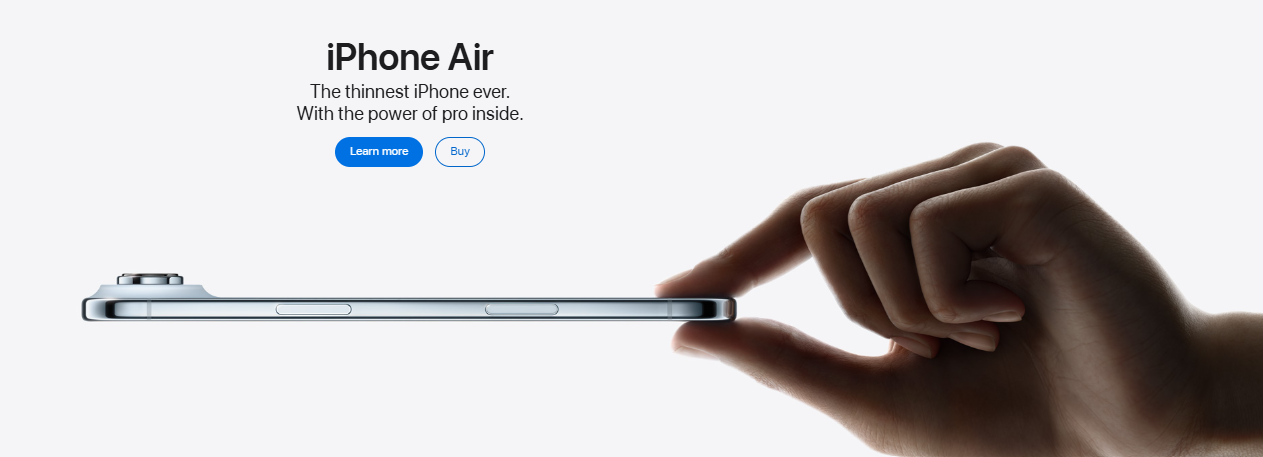 iPhone Air
The thinnest iPhone ever.
With the power of pro inside.
Learn more
Buy